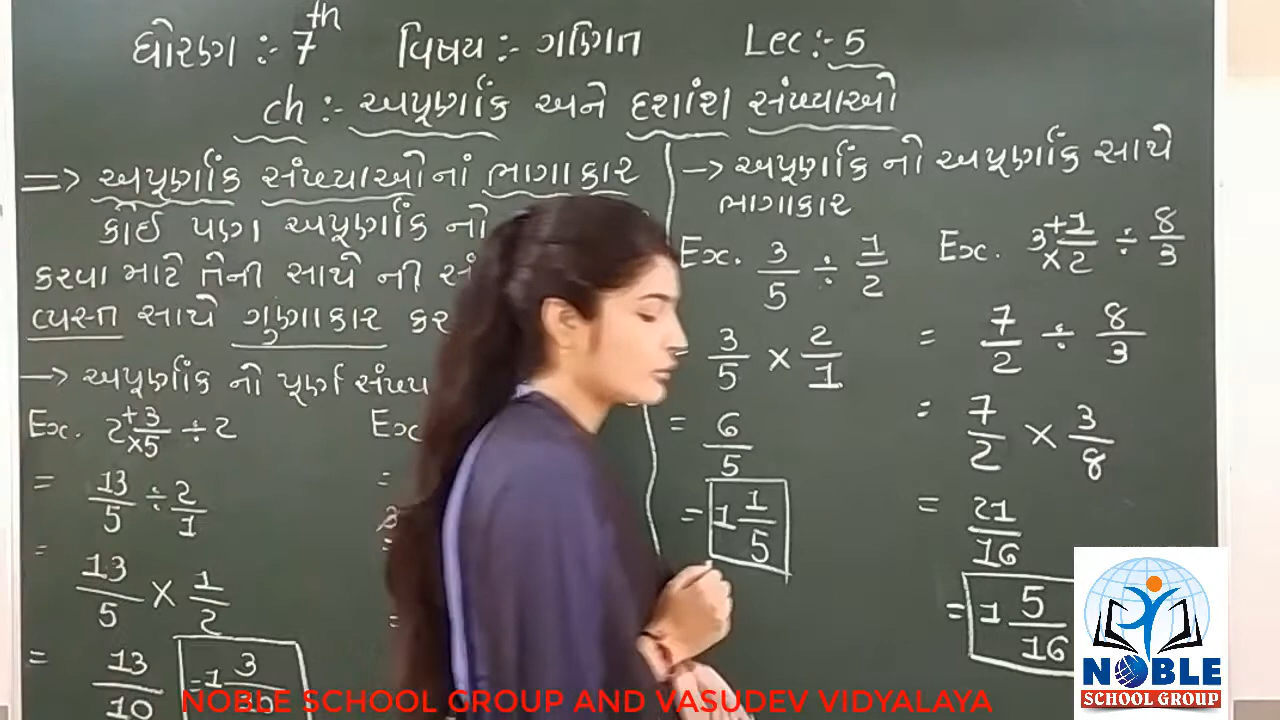 ધોરણ :- 7th વિષય :- ગણિત Lec :- 5
ch :- અપૂર્ણાંક અને દશાંશ સંખ્યાઓ
=> અપૂર્ણાંક સંખ્યાઓનાં ભાગાકાર
કોઈ પણ અપૂર્ણાંક નો
કરવા માટે તેની સાથે ની
વ્યસ્ત સાથે ગુણાકાર
-> અપૂર્ણાંક નો પૂર્ણ
Ex. 2 3/5 ÷ 2
+
×
= 13/5 ÷ 2/1
= 13/5 × 1/2
= 13/10 = 1 3/10
Ex
-> અપૂર્ણાંક નો અપૂર્ણાંક સાથે
ભાગાકાર
Ex. 3/5 ÷ 1/2
3/5 × 2/1
= 6/5
= 1 1/5
Ex. 3 1/2 ÷ 8/3
+
×
= 7/2 ÷ 8/3
= 7/2 × 3/8
= 21/16
= 1 5/16
NOBLE
SCHOOL GROUP
NOBLE SCHOOL GROUP AND VASUDEV VIDYALAYA